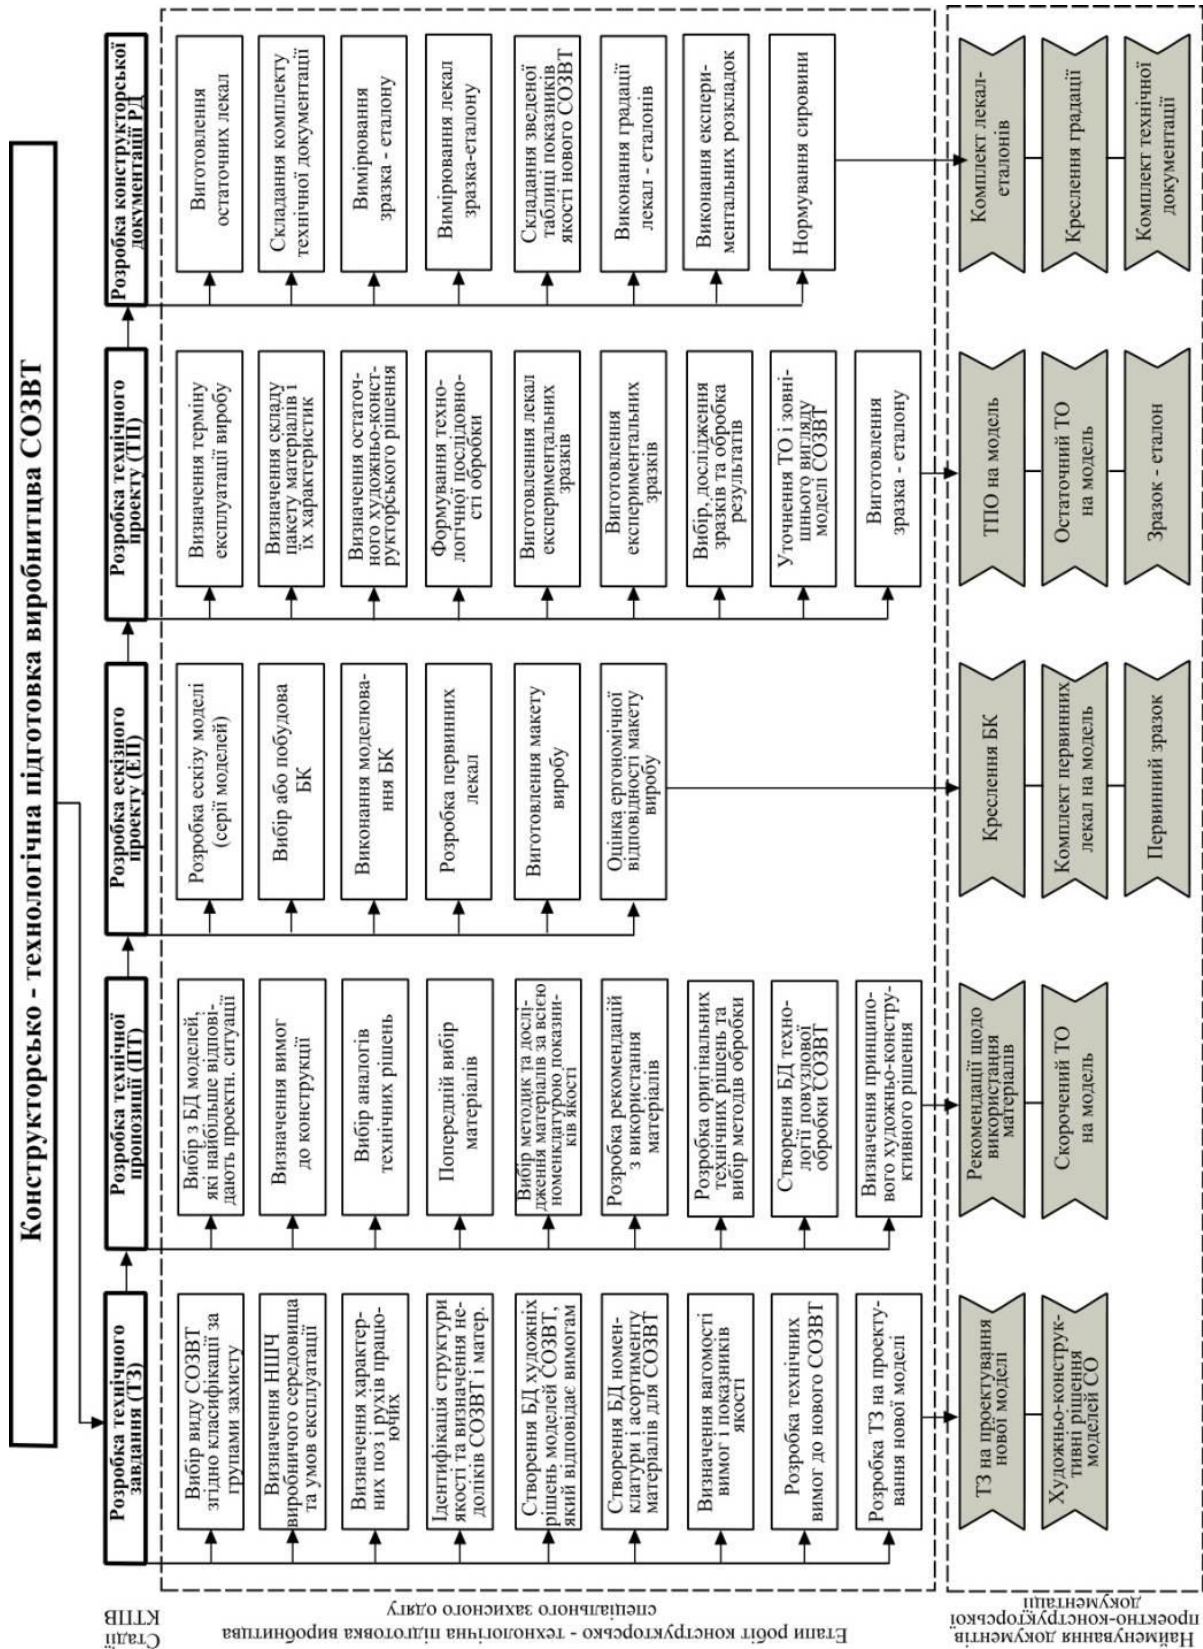 Конструкторсько - технологічна підготовка виробництва СОЗВТ
Стадії
КТПВ
Розробка технічного
завдання (ТЗ)
Розробка технічної
пропозиції (ПТ)
Розробка ескізного
проекту (ЕП)
Розробка технічного
проекту (ТП)
Розробка конструкторської
документації РД
Етапи робіт конструкторсько - технологічна підготовка виробництва
спеціального захисного одягу
Вибір виду СОЗВТ
згідно класифікації за
групами захисту
Визначення НШЧ
виробничого середовища
та умов експлуатації
Визначення характер-
них поз і рухів працю-
ючих
Ідентифікація структури
якості та визначення не-
доліків СОЗВТ і матер.
Створення БД художніх
рішень моделей СОЗВТ,
який відповідає вимогам
Створення БД номен-
клатури і асортименту
матеріалів для СОЗВТ
Визначення вагомості
вимог і показників
якості
Розробка технічних
вимог до нового СОЗВТ
Розробка ТЗ на проекту-
вання нової моделі
Вибір з БД моделей,
які найбільше відпові-
дають проектн. ситуації
Визначення вимог
до конструкції
Вибір аналогів
технічних рішень
Попередній вибір
матеріалів
Вибір методик та дослі-
дження матеріалів за всією
номенклатурою показни-
ків якості
Розробка рекомендацій
з використання
матеріалів
Розробка оригінальних
технічних рішень та
вибір методів обробки
Створення БД техно-
логії повузлової
обробки СОЗВТ
Визначення принципо-
вого художньо-констру-
ктивного рішення
Розробка ескізу моделі
(серії моделей)
Вибір або побудова
БК
Виконання моделюва-
ння БК
Розробка первинних
лекал
Виготовлення макету
виробу
Оцінка ергономічної
відповідності макету
виробу
Визначення терміну
експлуатації виробу
Визначення складу
пакету матеріалів і
їх характеристик
Визначення остаточ-
ного художньо-конст-
рукторського рішення
Формування техно-
логічної послідовно-
сті обробки
Виготовленння лекал
експериментальних
зразків
Виготовлення
експериментальних
зразків
Вибір, дослідження
зразків та обробка
результатів
Уточнення ТО і зовні-
шнього вигляду
моделі СОЗВТ
Виготовлення
зразка - еталону
Виготовлення
остаточних лекал
Складання комплекту
технічної документації
Вимірювання
зразка - еталону
Вимірювання лекал
зразка-еталону
Складання зведеної
таблиці показників
якості нового СОЗВТ
Виконання градації
лекал - еталонів
Виконання експери-
ментальних розкладок
Нормування сировини
Найменування документів
проектно-конструкторської
документації
ТЗ на проектування
нової моделі
Художньо-конструк-
тивні рішення
моделей СО
Рекомендації щодо
використання
матеріалів
Скорочений ТО
на модель
Креслення БК
Комплект первинних
лекал на модель
Первинний зразок
ТПО на модель
Остаточний ТО
на модель
Зразок - еталон
Комплект лекал-
еталонів
Креслення градації
Комплект технічної
документації